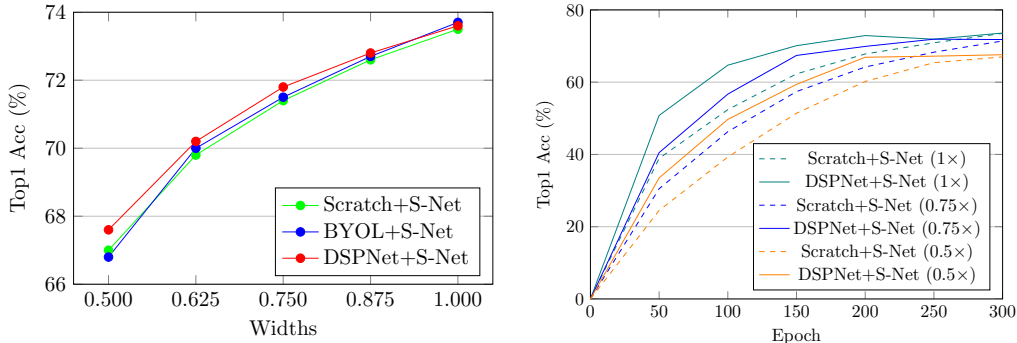 74
72
70
68
66
Top1 Acc (%)
0.500 0.625 0.750 0.875 1.000
Widths
Scratch+S-Net
BYOL+S-Net
DSPNet+S-Net
80
60
40
20
0
Top1 Acc (%)
0 50 100 150 200 250 300
Epoch
Scratch+S-Net (1×)
DSPNet+S-Net (1×)
Scratch+S-Net (0.75×)
DSPNet+S-Net (0.75×)
Scratch+S-Net (0.5×)
DSPNet+S-Net (0.5×)